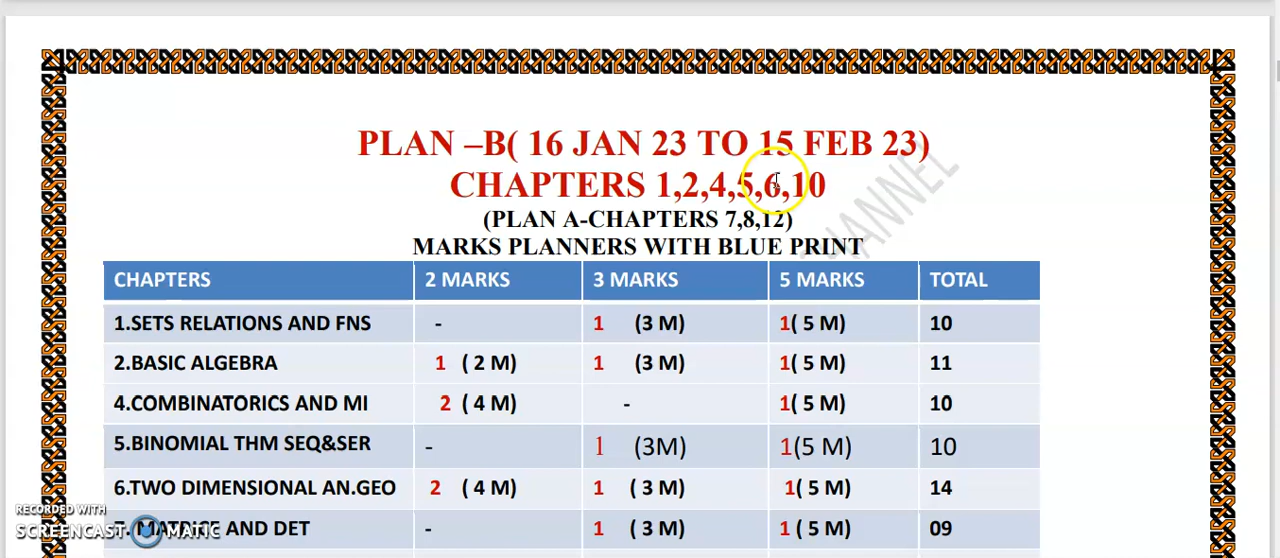 PLAN –B( 16 JAN 23 TO 15 FEB 23)
CHAPTERS 1,2,4,5,6,10
(PLAN A-CHAPTERS 7,8,12)
MARKS PLANNERS WITH BLUE PRINT
CHANNEL
CHAPTERS 2 MARKS 3 MARKS 5 MARKS TOTAL
1.SETS RELATIONS AND FNS - 1 (3 M) 1( 5 M) 10
2.BASIC ALGEBRA 1 ( 2 M) 1 (3 M) 1( 5 M) 11
4.COMBINATORICS AND MI 2 ( 4 M) - 1( 5 M) 10
5.BINOMIAL THM SEQ&SER - 1 (3M) 1(5 M) 10
6.TWO DIMENSIONAL AN.GEO 2 ( 4 M) 1 ( 3 M) 1( 5 M) 14
7. AND DET - 1 ( 3 M) 1 ( 5 M) 09
RECORDED WITH
SCREENCAST MATIC